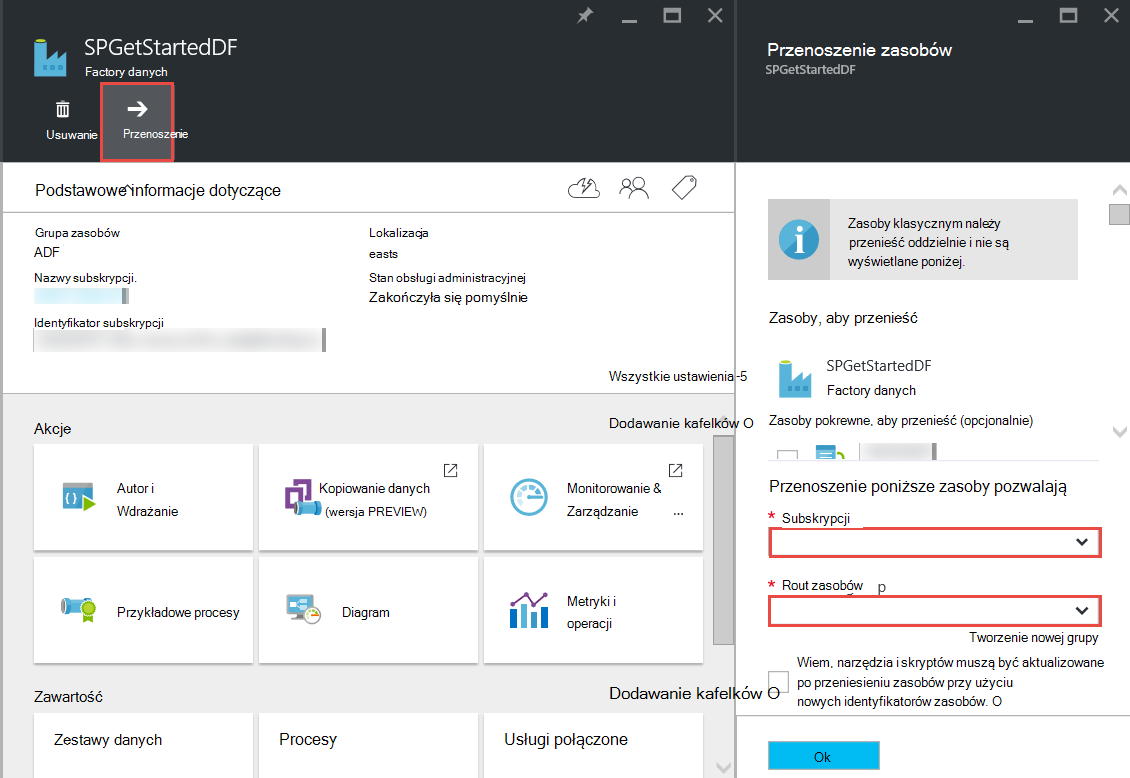 SPGetStartedDF
Factory danych
Usuwanie
Przenoszenie
Podstawowe informacje dotyczące
Grupa zasobów
ADF
Nazwy subskrypcji.
Identyfikator subskrypcji
Lokalizacja
easts
Stan obsługi administracyjnej
Zakończyła się pomyślnie
Wszystkie ustawienia-5
Akcje
Dodawanie kafelków O
Autor i
Wdrażanie
Kopiowanie danych
(wersja PREVIEW)
Monitorowanie &
Zarządzanie
...
Przykładowe procesy
Diagram
Metryki i
operacji
Zawartość
Dodawanie kafelków O
Zestawy danych
Procesy
Usługi połączone
Przenoszenie zasobów
SPGetStartedDF
Zasoby klasycznym należy
przenieść oddzielnie i nie są
wyświetlane poniżej.
Zasoby, aby przenieść
SPGetStartedDF
Factory danych
Zasoby pokrewne, aby przenieść (opcjonalnie)
Przenoszenie poniższe zasoby pozwalają
* Subskrypcji
* Rout zasobów p
Tworzenie nowej grupy
Wiem, narzędzia i skryptów muszą być aktualizowane
po przeniesieniu zasobów przy użyciu
nowych identyfikatorów zasobów. O
Ok